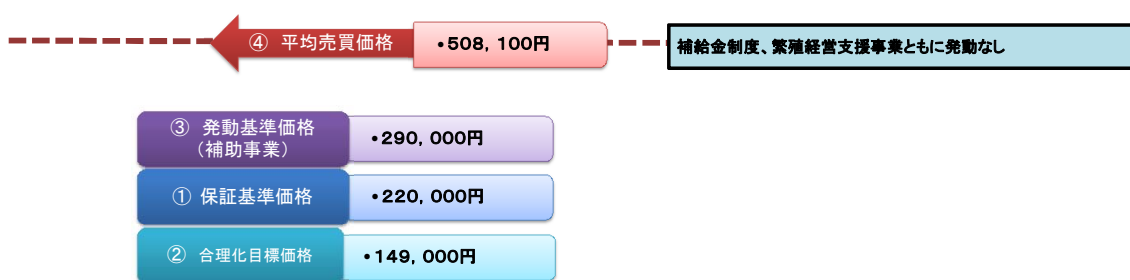 ④ 平均売買価格
•508,100円
補給金制度、繁殖経営支援事業ともに発動なし
③ 発動基準価格
（補助事業）
•290,000円
① 保証基準価格
•220,000円
② 合理化目標価格
•149,000円